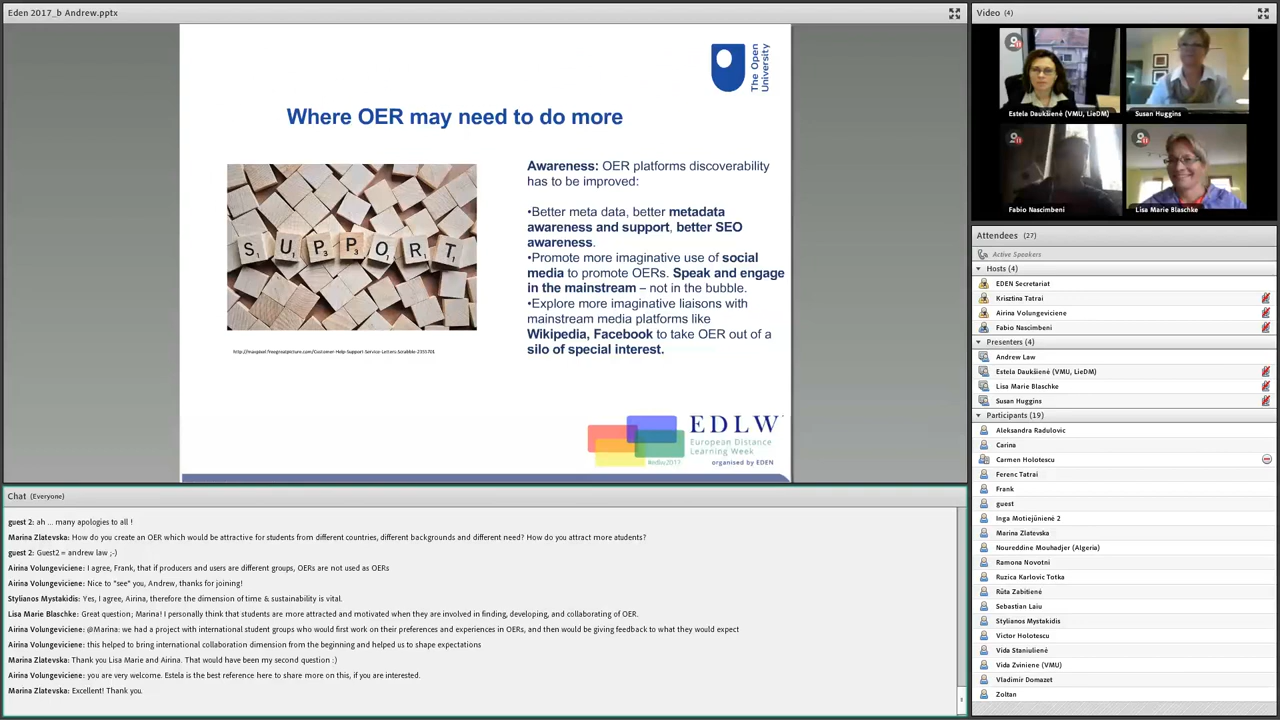 Eden 2017_b Andrew.pptx
The Open University
Where OER may need to do more
S U P P O R T
1 1 3 3 1 1 1
http://maxpixel.freegreatpicture.com/Customer-Help-Support-Service-Letters-Scrabble-2355701
Awareness: OER platforms discoverability
has to be improved:
•Better meta data, better metadata
awareness and support, better SEO
awareness.
•Promote more imaginative use of social
media to promote OERs. Speak and engage
in the mainstream – not in the bubble.
•Explore more imaginative liaisons with
mainstream media platforms like
Wikipedia, Facebook to take OER out of a
silo of special interest.
EDLW
European Distance
Learning Week
#edlw2017
organised by EDEN
Chat (Everyone)
guest 2: ah ... many apologies to all !
Marina Zlatevska: How do you create an OER which would be attractive for students from different countries, different backgrounds and different need? How do you attract more atudents?
guest 2: Guest2 = andrew law ;-)
Airina Volungeviciene: I agree, Frank, that if producers and users are different groups, OERs are not used as OERs
Airina Volungeviciene: Nice to "see" you, Andrew, thanks for joining!
Stylianos Mystakidis: Yes, I agree, Airina, therefore the dimension of time & sustainability is vital.
Lisa Marie Blaschke: Great question, Marina! I personally think that students are more attracted and motivated when they are involved in finding, developing, and collaborating of OER.
Airina Volungeviciene: @Marina: we had a project with international student groups who would first work on their preferences and experiences in OERs, and then would be giving feedback to what they would expect
Airina Volungeviciene: this helped to bring international collaboration dimension from the beginning and helped us to shape expectations
Marina Zlatevska: Thank you Lisa Marie and Airina. That would have been my second question :)
Airina Volungeviciene: you are very welcome. Estela is the best reference here to share more on this, if you are interested.
Marina Zlatevska: Excellent! Thank you.
Video (4)
Estela Daukšienė (VMU, LieDM)
Susan Huggins
Fabio Nascimbeni
Lisa Marie Blaschke
Attendees (27)
Active Speakers
Hosts (4)
EDEN Secretariat
Krisztina Tatrai
Airina Volungeviciene
Fabio Nascimbeni
Presenters (4)
Andrew Law
Estela Daukšienė (VMU, LieDM)
Lisa Marie Blaschke
Susan Huggins
Participants (19)
Aleksandra Radulovic
Carina
Carmen Holotescu
Ferenc Tatrai
Frank
guest
Inga Motiejūnienė 2
Marina Zlatevska
Noureddine Mouhadjer (Algeria)
Ramona Novotni
Ruzica Karlovic Totka
Rūta Zabitienė
Sebastian Laiu
Stylianos Mystakidis
Victor Holotescu
Vida Staniulienė
Vida Zviniene (VMU)
Vladimir Domazet
Zoltan